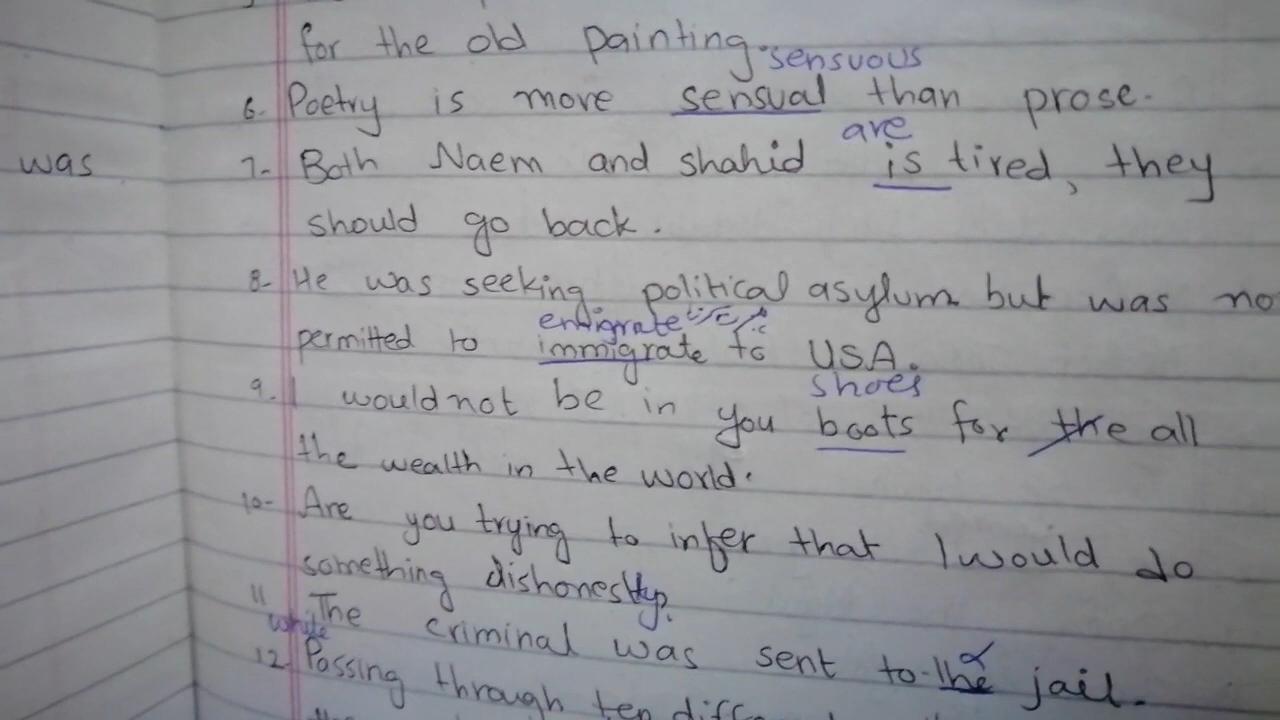 for the old painting.
sensuous
6. Poetry is more sensual than prose.
are
was
7- Both Naem and shahid is tired, they
should go back.
8- He was seeking political asylum but was no
emigrate
permitted to immigrate to USA.
shoes
9. I would not be in you boots for the all
the wealth in the world.
10- Are you trying to infer that I would do
something dishonest
11 The criminal was sent to the jail.
while
12 Passing through ten